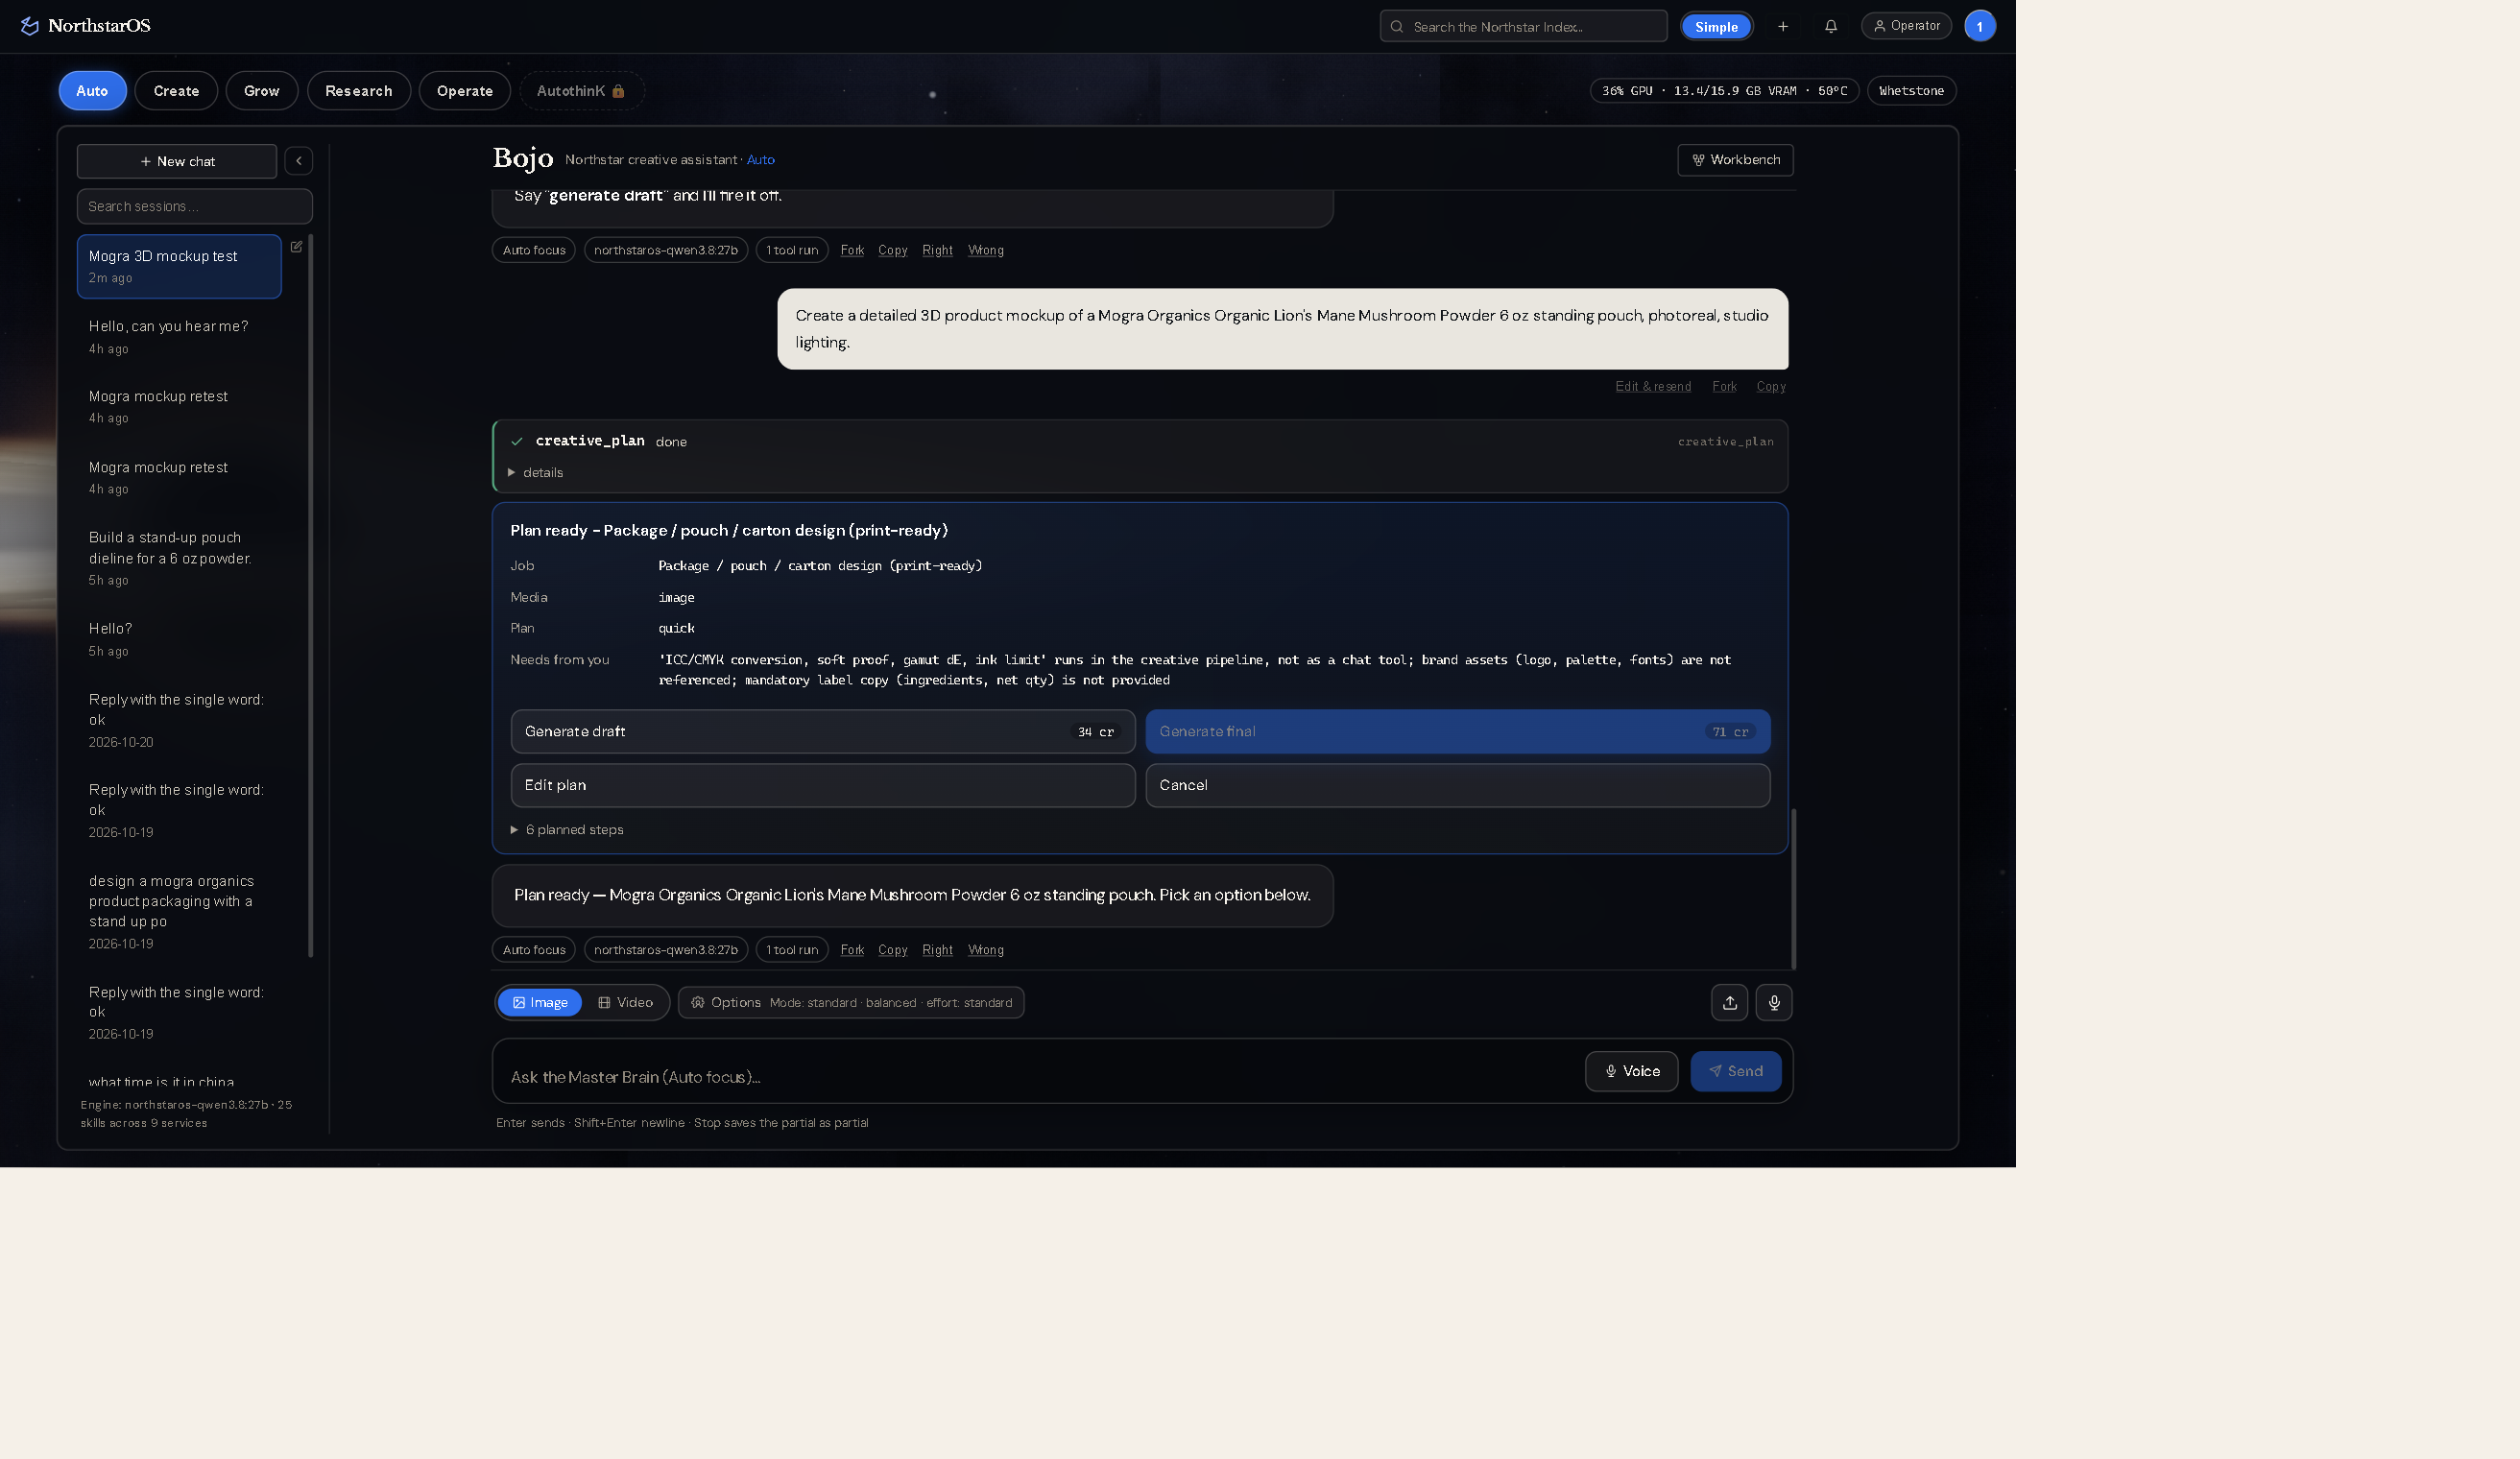 NorthstarOS
Search the Northstar Index...
Simple
Operator
1
Auto
Create
Grow
Research
Operate
AutothinK
36% GPU · 13.4/15.9 GB VRAM · 50°C
Whetstone
+ New chat
Search sessions...
Mogra 3D mockup test
2m ago
Hello, can you hear me?
4h ago
Mogra mockup retest
4h ago
Mogra mockup retest
4h ago
Build a stand-up pouch
dieline for a 6 oz powder.
5h ago
Hello?
5h ago
Reply with the single word:
ok
2026-10-20
Reply with the single word:
ok
2026-10-19
design a mogra organics
product packaging with a
stand up po
2026-10-19
Reply with the single word:
ok
2026-10-19
what time is it in china
Engine: northstaros-qwen3.8:27b · 25
skills across 9 services
Bojo
Northstar creative assistant · Auto
Workbench
Say "generate draft" and I'll fire it off.
Auto focus
northstaros-qwen3.8:27b
1 tool run
Fork
Copy
Right
Wrong
Create a detailed 3D product mockup of a Mogra Organics Organic Lion's Mane Mushroom Powder 6 oz standing pouch, photoreal, studio
lighting.
Edit & resend
Fork
Copy
creative_plan done
creative_plan
details
Plan ready - Package / pouch / carton design (print-ready)
Job
Package / pouch / carton design (print-ready)
Media
image
Plan
quick
Needs from you
'ICC/CMYK conversion, soft proof, gamut dE, ink limit' runs in the creative pipeline, not as a chat tool; brand assets (logo, palette, fonts) are not
referenced; mandatory label copy (ingredients, net qty) is not provided
Generate draft
34 cr
Generate final
71 cr
Edit plan
Cancel
6 planned steps
Plan ready — Mogra Organics Organic Lion's Mane Mushroom Powder 6 oz standing pouch. Pick an option below.
Auto focus
northstaros-qwen3.8:27b
1 tool run
Fork
Copy
Right
Wrong
Image
Video
Options Mode: standard · balanced · effort: standard
Ask the Master Brain (Auto focus)...
Voice
Send
Enter sends · Shift+Enter newline · Stop saves the partial as partial